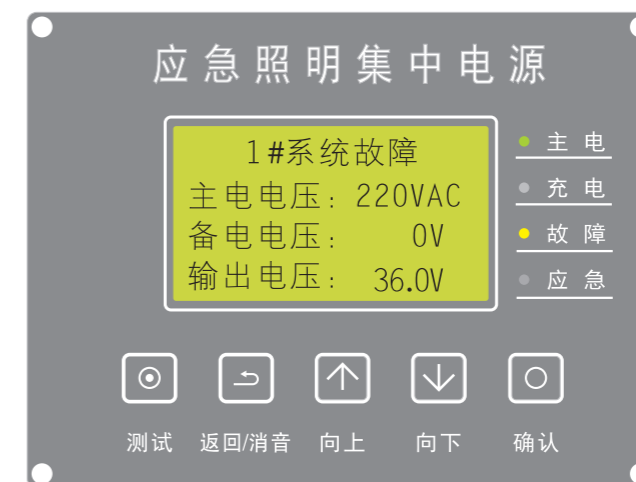 应急照明集中电源
1#系统故障
主电电压: 220VAC
备电电压: 0V
输出电压: 36.0V
主电
充电
故障
应急
测试 返回/消音 向上 向下 确认